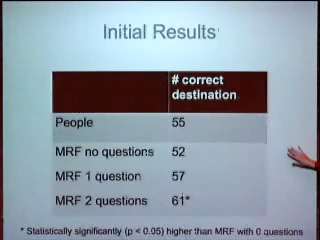 Initial Results
# correct
destination
People 55
MRF no questions 52
MRF 1 question 57
MRF 2 questions 61*
* Statistically significantly (p < 0.05) higher than MRF with 0 questions